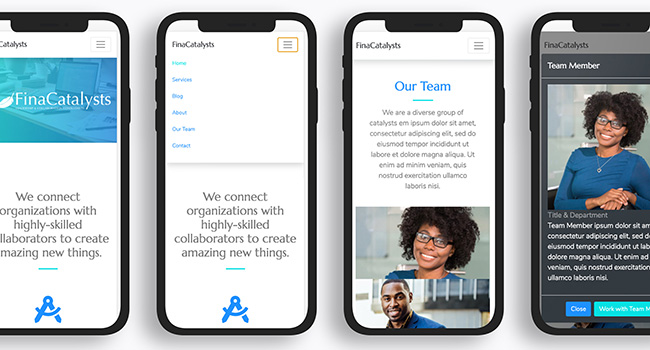 Catalysts
FinaCatalysts
We connect
organizations with
highly-skilled
collaborators to create
amazing new things.
FinaCatalysts
Home
Services
Blog
About
Our Team
Contact
We connect
organizations with
highly-skilled
collaborators to create
amazing new things.
FinaCatalysts
Our Team
We are a diverse group of
catalysts em ipsum dolor sit amet,
consectetur adipiscing elit, sed do
eiusmod tempor incididunt ut
labore et dolore magna aliqua. Ut
enim ad minim veniam, quis
nostrud exercitation ullamco
laboris nisi.
FinaCatalysts
Team Member
Title & Department
Team Member ipsum dolor sit am
consectetur adipiscing elit, sed do
eiusmod tempor incididunt ut lab
dolore magna aliqua. Ut enim ad
veniam, quis nostrud exercitation
ullamco laboris nisi.
Close
Work with Team M